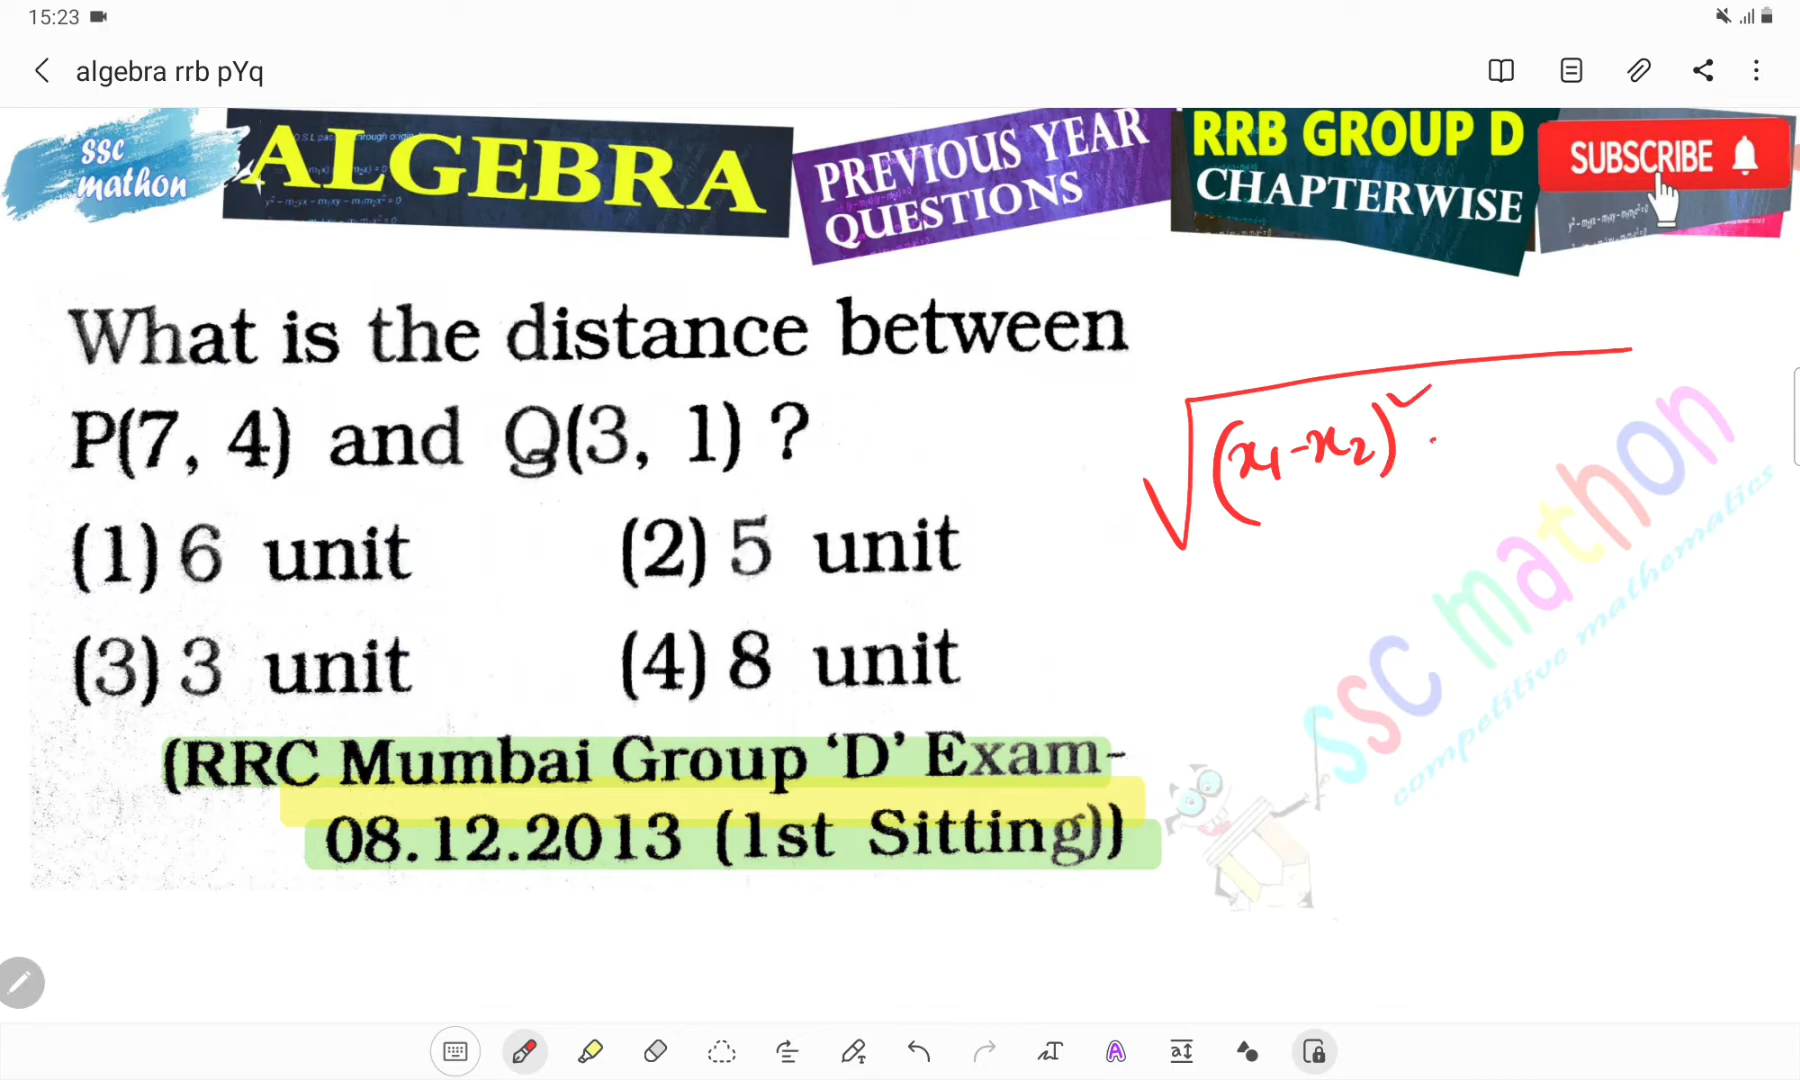 15:23
algebra rrb pYq
ssc
mathon
ALGEBRA
PREVIOUS YEAR
QUESTIONS
RRB GROUP D
CHAPTERWISE
SUBSCRIBE
What is the distance between
P(7, 4) and Q(3, 1) ?
(1) 6 unit (2) 5 unit
(3) 3 unit (4) 8 unit
(RRC Mumbai Group ‘D’ Exam-
08.12.2013 (1st Sitting))
√(x₁-x₂)²
SSC mathon
competitive mathematics